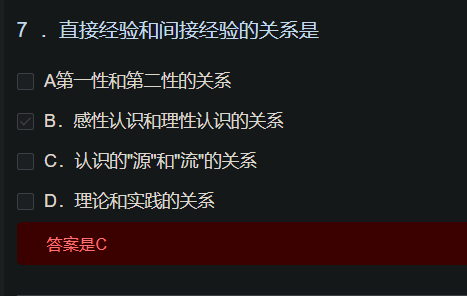 7 ．直接经验和间接经验的关系是
A第一性和第二性的关系
B．感性认识和理性认识的关系
C．认识的"源"和"流"的关系
D．理论和实践的关系
答案是C